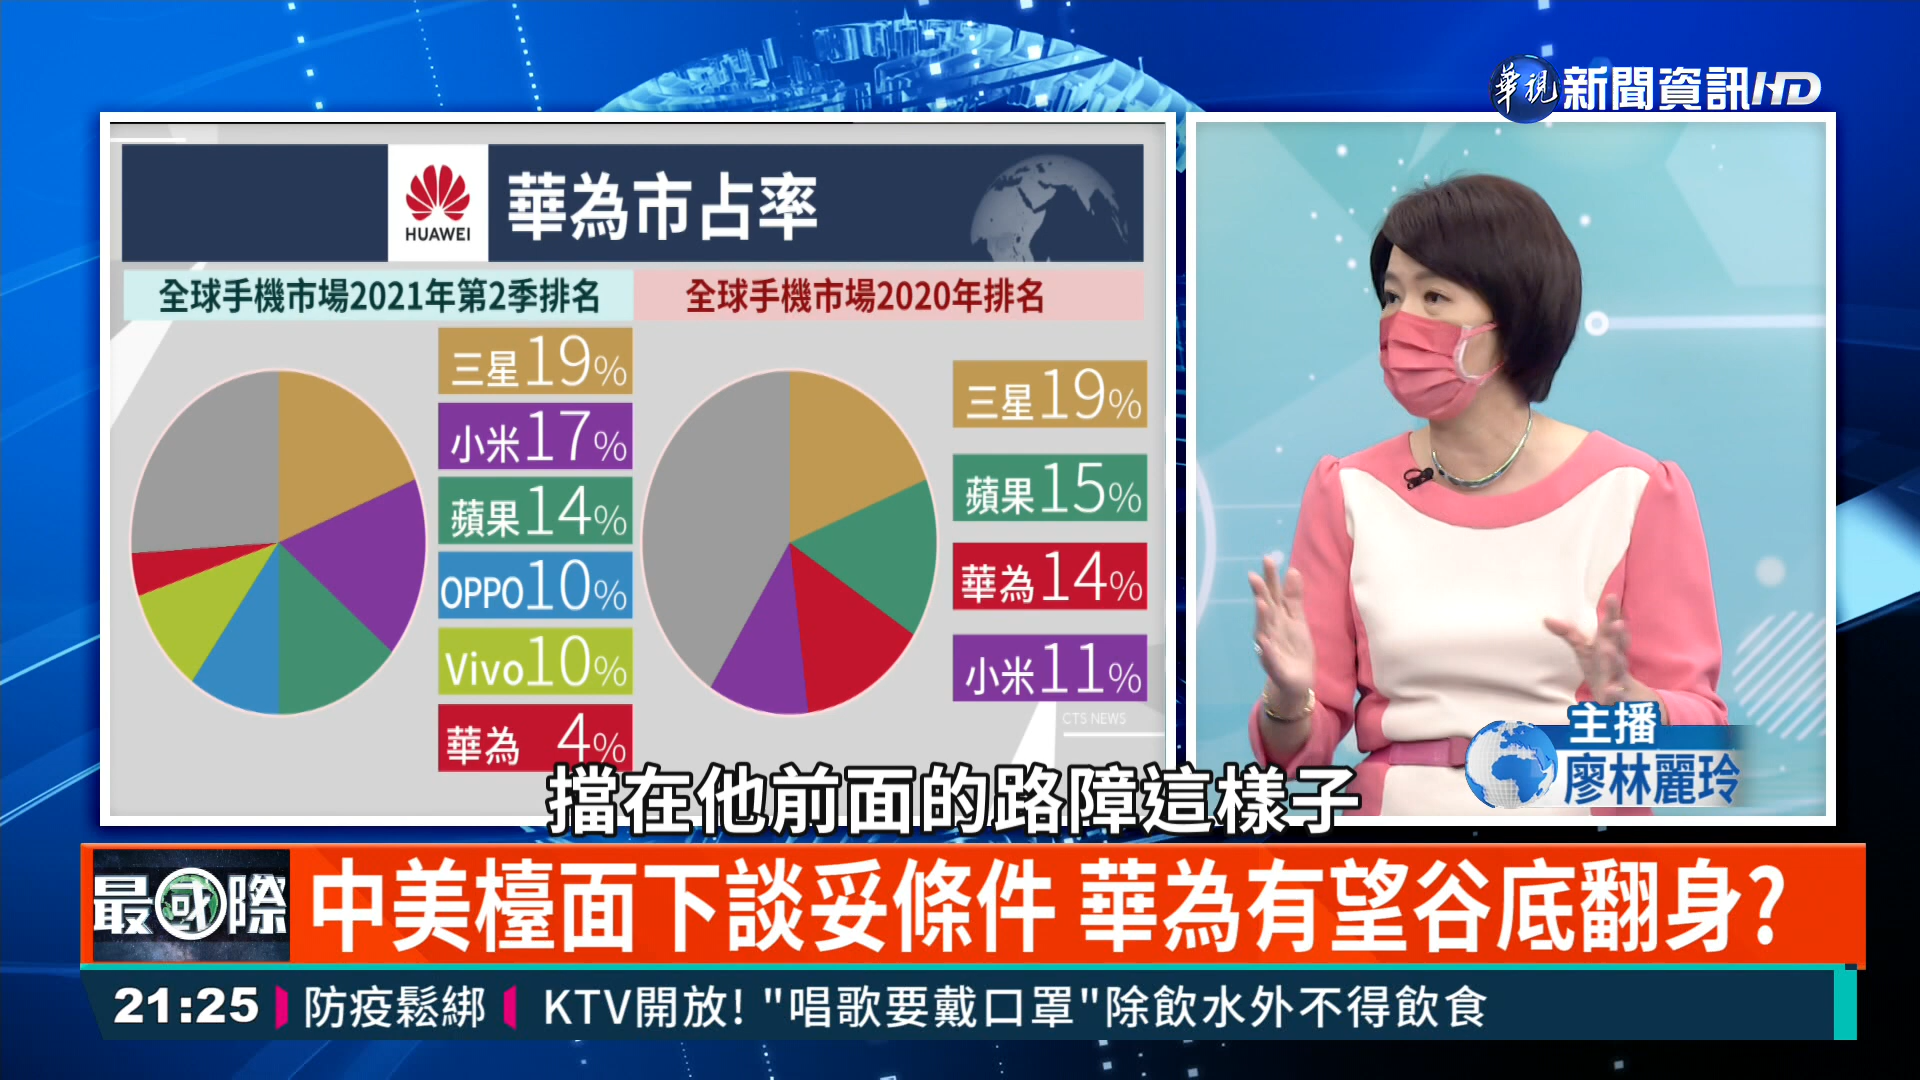 華視 新聞資訊HD
HUAWEI
華為市占率
全球手機市場2021年第2季排名
三星19%
小米17%
蘋果14%
OPPO10%
Vivo10%
華為 4%
全球手機市場2020年排名
三星19%
蘋果15%
華為14%
小米11%
CTS NEWS
主播
廖林麗玲
擋在他前面的路障這樣子
最國際
中美檯面下談妥條件 華為有望谷底翻身?
21:25 防疫鬆綁 KTV開放! "唱歌要戴口罩"除飲水外不得飲食